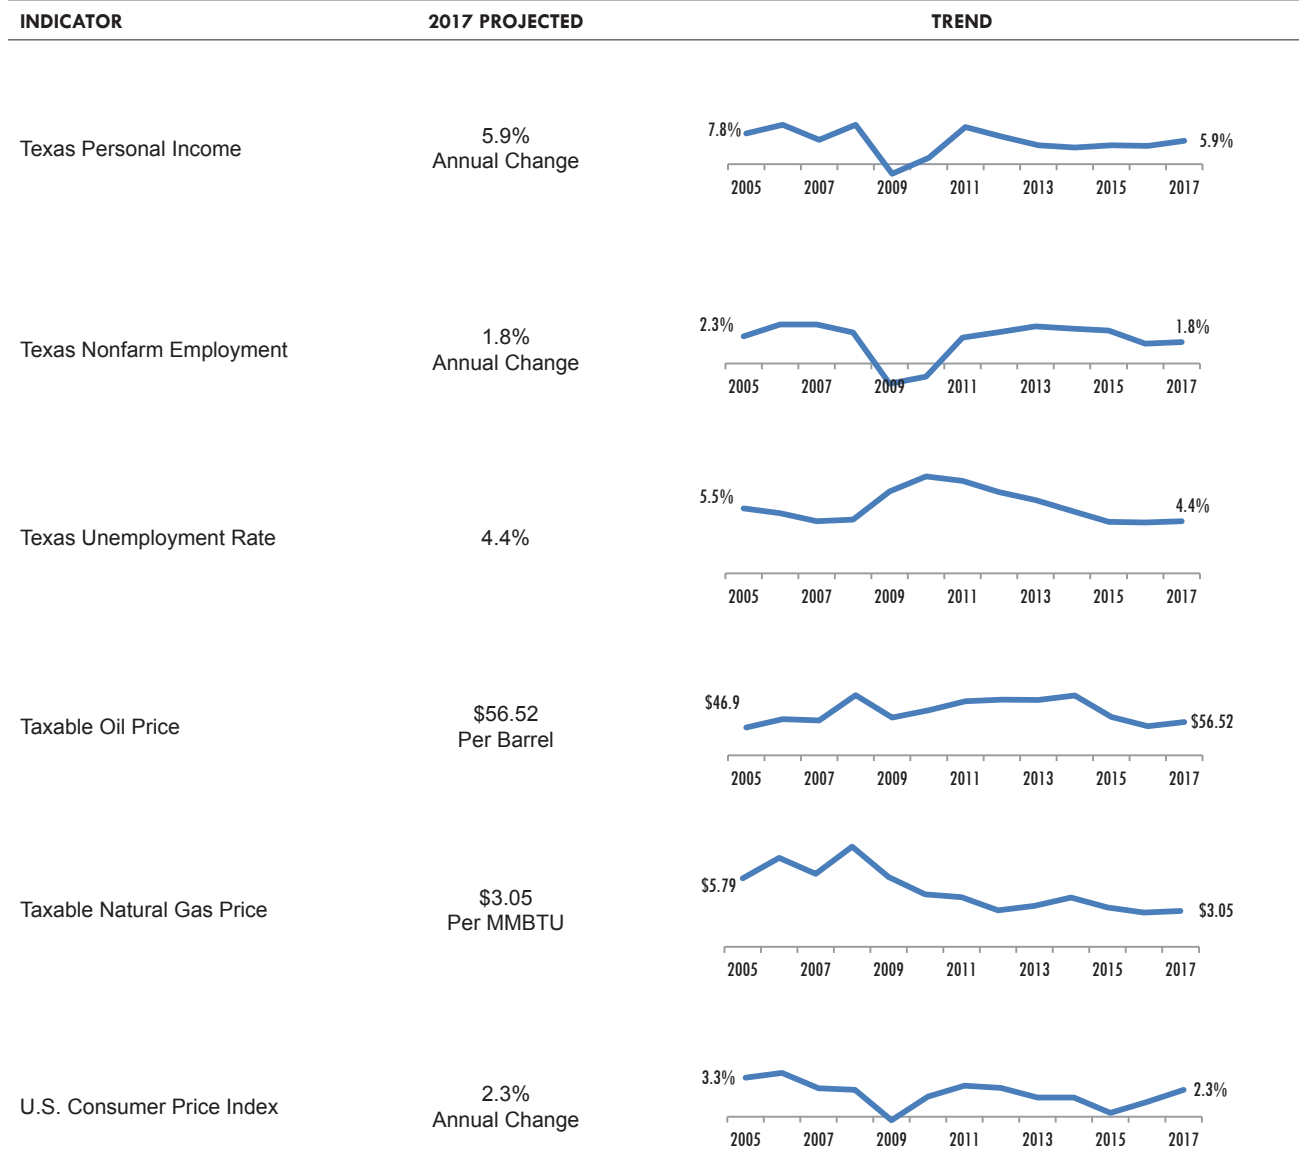 INDICATOR 2017 PROJECTED TREND
7.8%
Texas Personal Income
5.9%
Annual Change
5.9%
2005 2007 2009 2011 2013 2015 2017
2.3%
Texas Nonfarm Employment
1.8%
Annual Change
1.8%
2005 2007 2009 2011 2013 2015 2017
5.5%
Texas Unemployment Rate
4.4%
4.4%
2005 2007 2009 2011 2013 2015 2017
$46.9
Taxable Oil Price
$56.52
Per Barrel
$56.52
2005 2007 2009 2011 2013 2015 2017
$5.79
Taxable Natural Gas Price
$3.05
Per MMBTU
$3.05
2005 2007 2009 2011 2013 2015 2017
3.3%
U.S. Consumer Price Index
2.3%
Annual Change
2.3%
2005 2007 2009 2011 2013 2015 2017